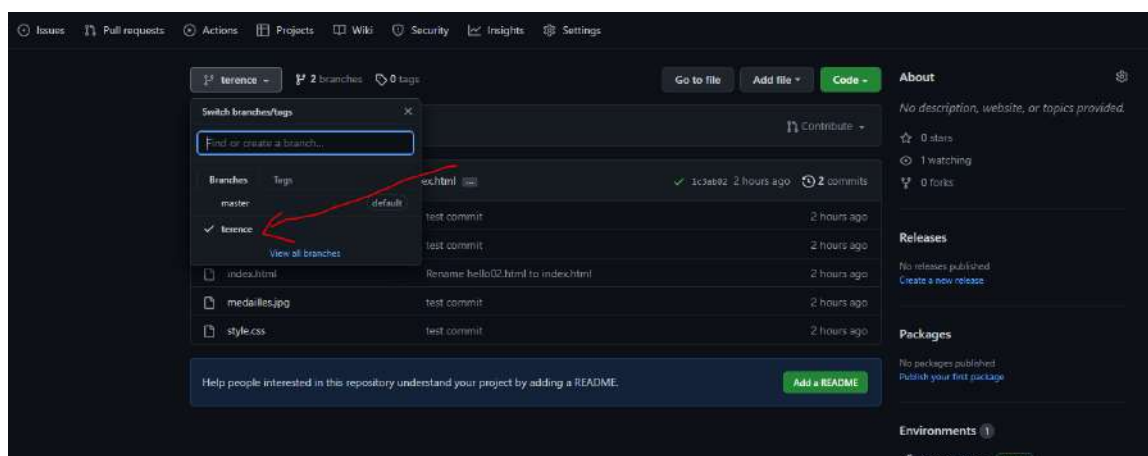 Issues Pull requests Actions Projects Wiki Security Insights Settings
terence 2 branches 0 tags Go to file Add file Code
Switch branches/tags
Find or create a branch...
Contribute
Branches Tags
master default
terence
View all branches
ex.html ... 1c3ab02 2 hours ago 2 commits
test commit 2 hours ago
test commit 2 hours ago
index.html Rename hello02.html to index.html 2 hours ago
medailles.jpg test commit 2 hours ago
style.css test commit 2 hours ago
Help people interested in this repository understand your project by adding a README. Add a README
About
No description, website, or topics provided.
0 stars
1 watching
0 forks
Releases
No releases published
Create a new release
Packages
No packages published
Publish your first package
Environments 1